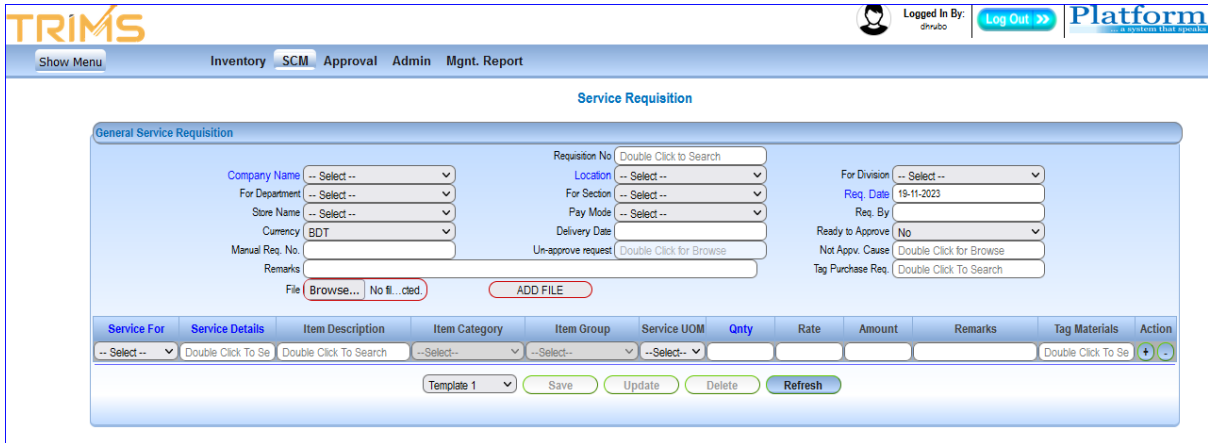 TRIMS
Logged In By:
dhrubo
Log Out >>
Platform
... a system that speaks
Show Menu
Inventory SCM Approval Admin Mgnt. Report
Service Requisition
General Service Requisition
Requisition No Double Click to Search
Company Name -- Select -- Location -- Select -- For Division -- Select --
For Department -- Select -- For Section -- Select -- Req. Date 19-11-2023
Store Name -- Select -- Pay Mode -- Select -- Req. By
Currency BDT Delivery Date Ready to Approve No
Manual Req. No. Un-approve request Double Click for Browse Not Appv. Cause Double Click for Browse
Remarks Tag Purchase Req. Double Click To Search
File Browse... No fil...cted. ADD FILE
Service For Service Details Item Description Item Category Item Group Service UOM Qnty Rate Amount Remarks Tag Materials Action
-- Select -- Double Click To Se Double Click To Search --Select-- --Select-- --Select-- Double Click To Se + -
Template 1 Save Update Delete Refresh